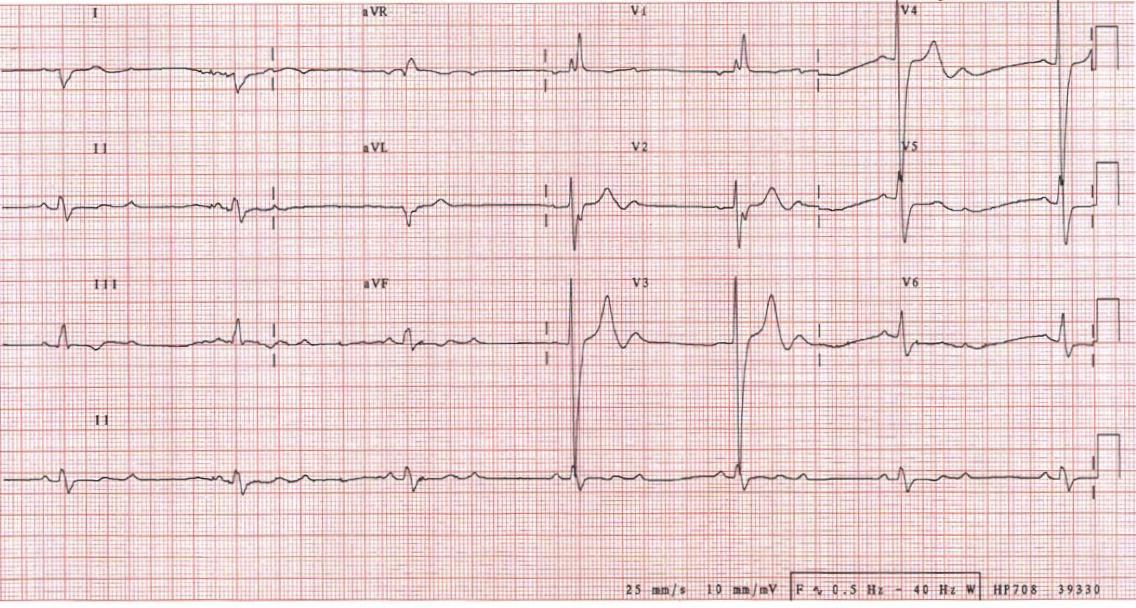 I aVR V1 V4
II aVL V2 V5
III aVF V3 V6
II
25 mm/s 10 mm/mV F ∿ 0.5 Hz - 40 Hz W HP708 39330